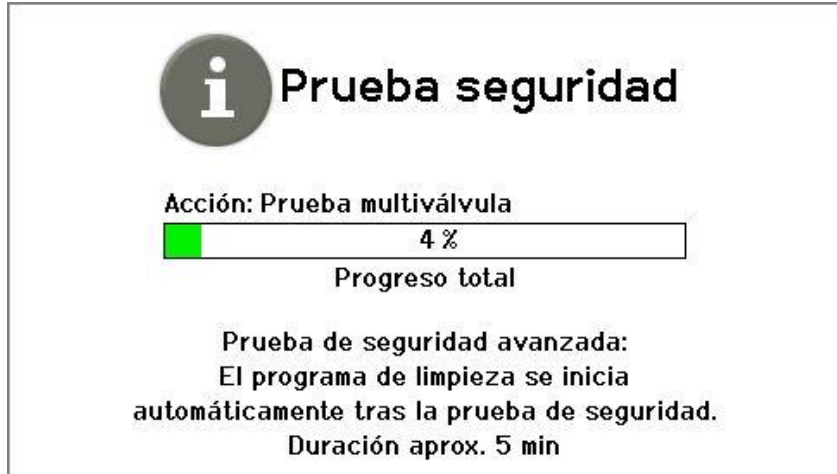 i Prueba seguridad
Acción: Prueba multiválvula
4 %
Progreso total
Prueba de seguridad avanzada:
El programa de limpieza se inicia
automáticamente tras la prueba de seguridad.
Duración aprox. 5 min